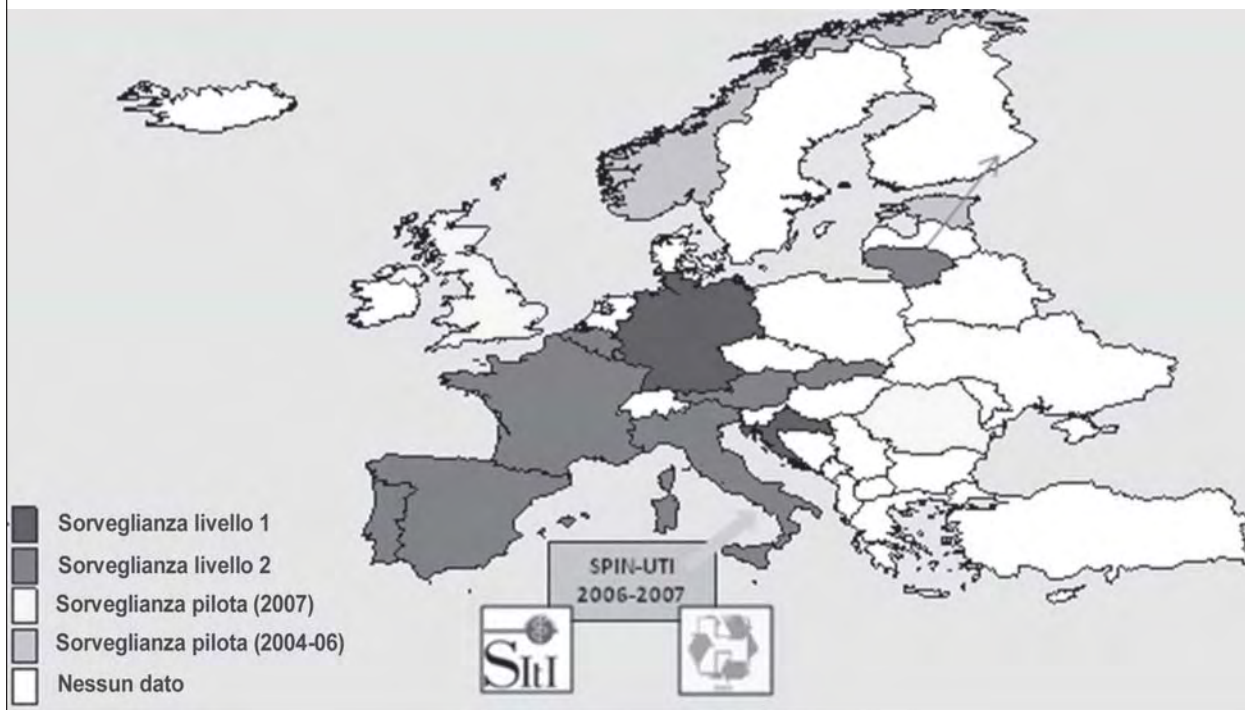 Sorveglianza livello 1
Sorveglianza livello 2
Sorveglianza pilota (2007)
Sorveglianza pilota (2004-06)
Nessun dato
SPIN-UTI
2006-2007
SItI